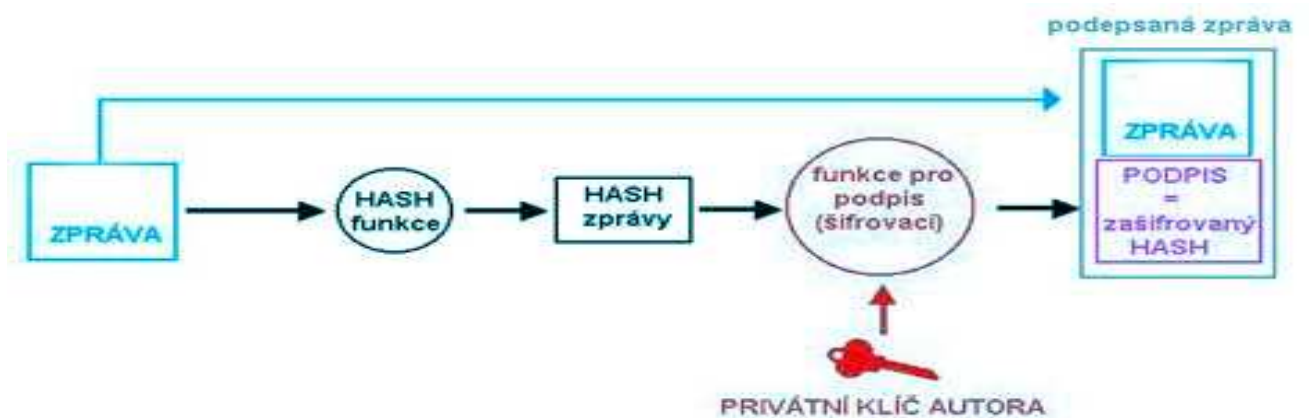 podepsaná zpráva
ZPRÁVA
ZPRÁVA
HASH
funkce
HASH
zprávy
funkce pro
podpis
(šifrovací)
PODPIS
=
zašifrovaný
HASH
PRIVÁTNÍ KLÍČ AUTORA